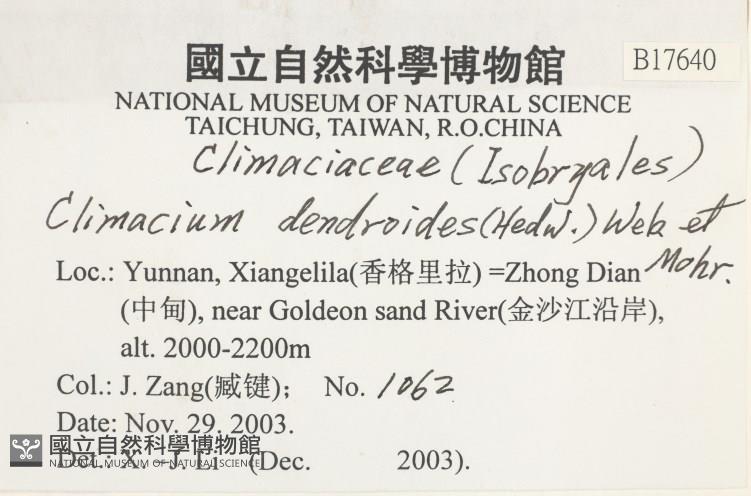 國立自然科學博物館
B17640
NATIONAL MUSEUM OF NATURAL SCIENCE
TAICHUNG, TAIWAN, R.O.CHINA
Climaciaceae (Isobryales)
Climacium dendroides (Hedw.) Web et Mohr.
Loc.: Yunnan, Xiangelila(香格里拉) =Zhong Dian
(中甸), near Goldeon sand River(金沙江沿岸),
alt. 2000-2200m
Col.: J. Zang(臧键); No. 1062
Date: Nov. 29. 2003.
Det.: X. J. Li (Dec. 2003).
國立自然科學博物館
NATIONAL MUSEUM OF NATURAL SCIENCE